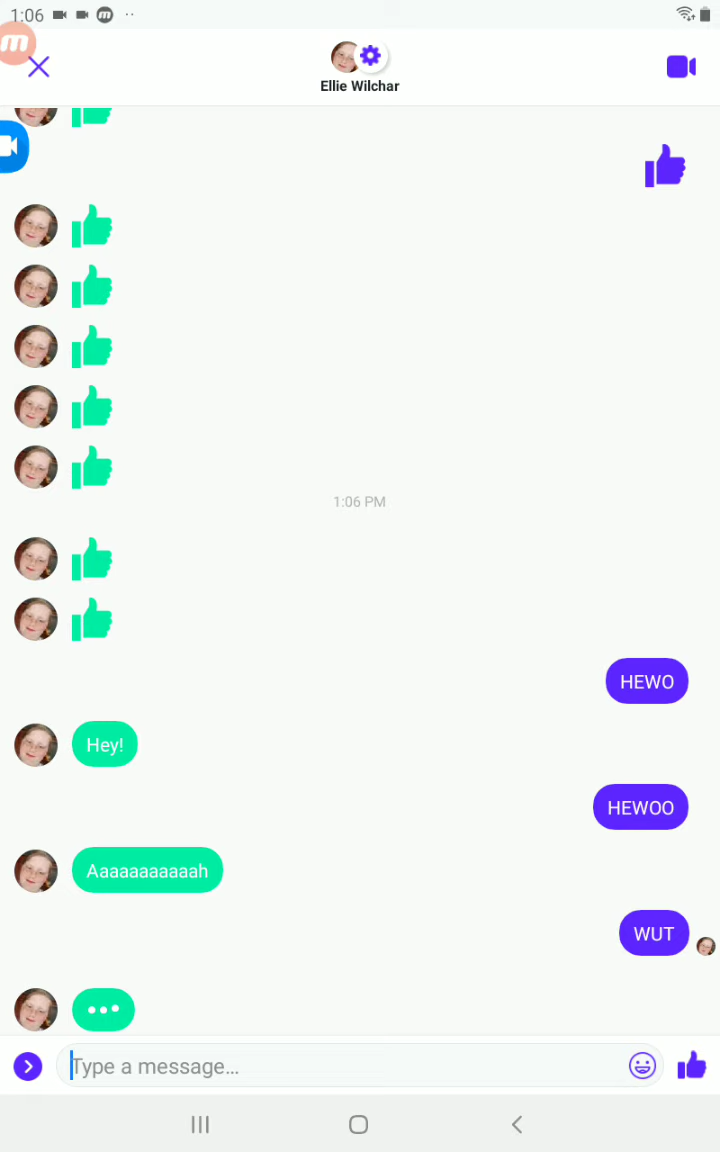 1:06
Ellie Wilchar
1:06 PM
HEWO
Hey!
HEWOO
Aaaaaaaaaaah
WUT
Type a message...